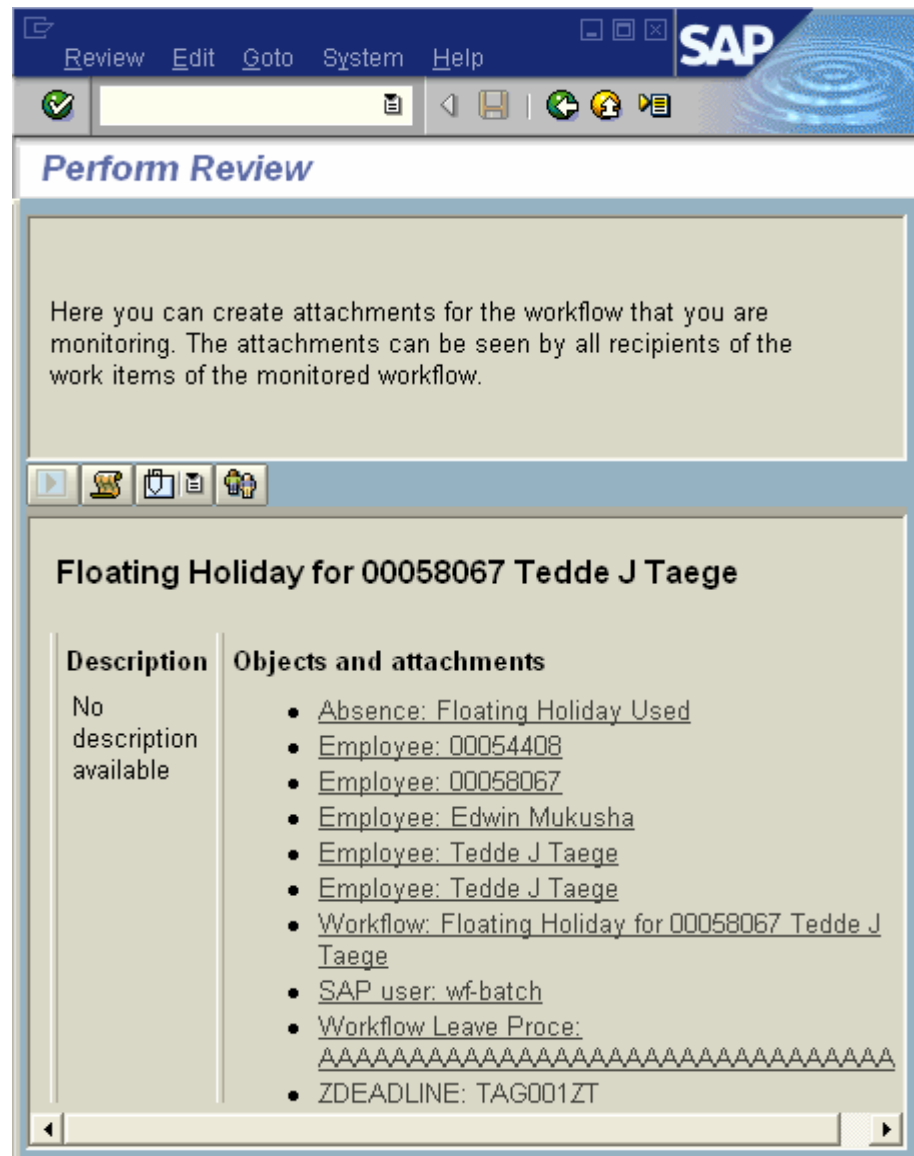 Review Edit Goto System Help
SAP
Perform Review
Here you can create attachments for the workflow that you are
monitoring. The attachments can be seen by all recipients of the
work items of the monitored workflow.
Floating Holiday for 00058067 Tedde J Taege
Description
No
description
available
Objects and attachments
• Absence: Floating Holiday Used
• Employee: 00054408
• Employee: 00058067
• Employee: Edwin Mukusha
• Employee: Tedde J Taege
• Employee: Tedde J Taege
• Workflow: Floating Holiday for 00058067 Tedde J
Taege
• SAP user: wf-batch
• Workflow Leave Proce:
AAAAAAAAAAAAAAAAAAAAAAAAAAAAAAAA
• ZDEADLINE: TAG001ZT